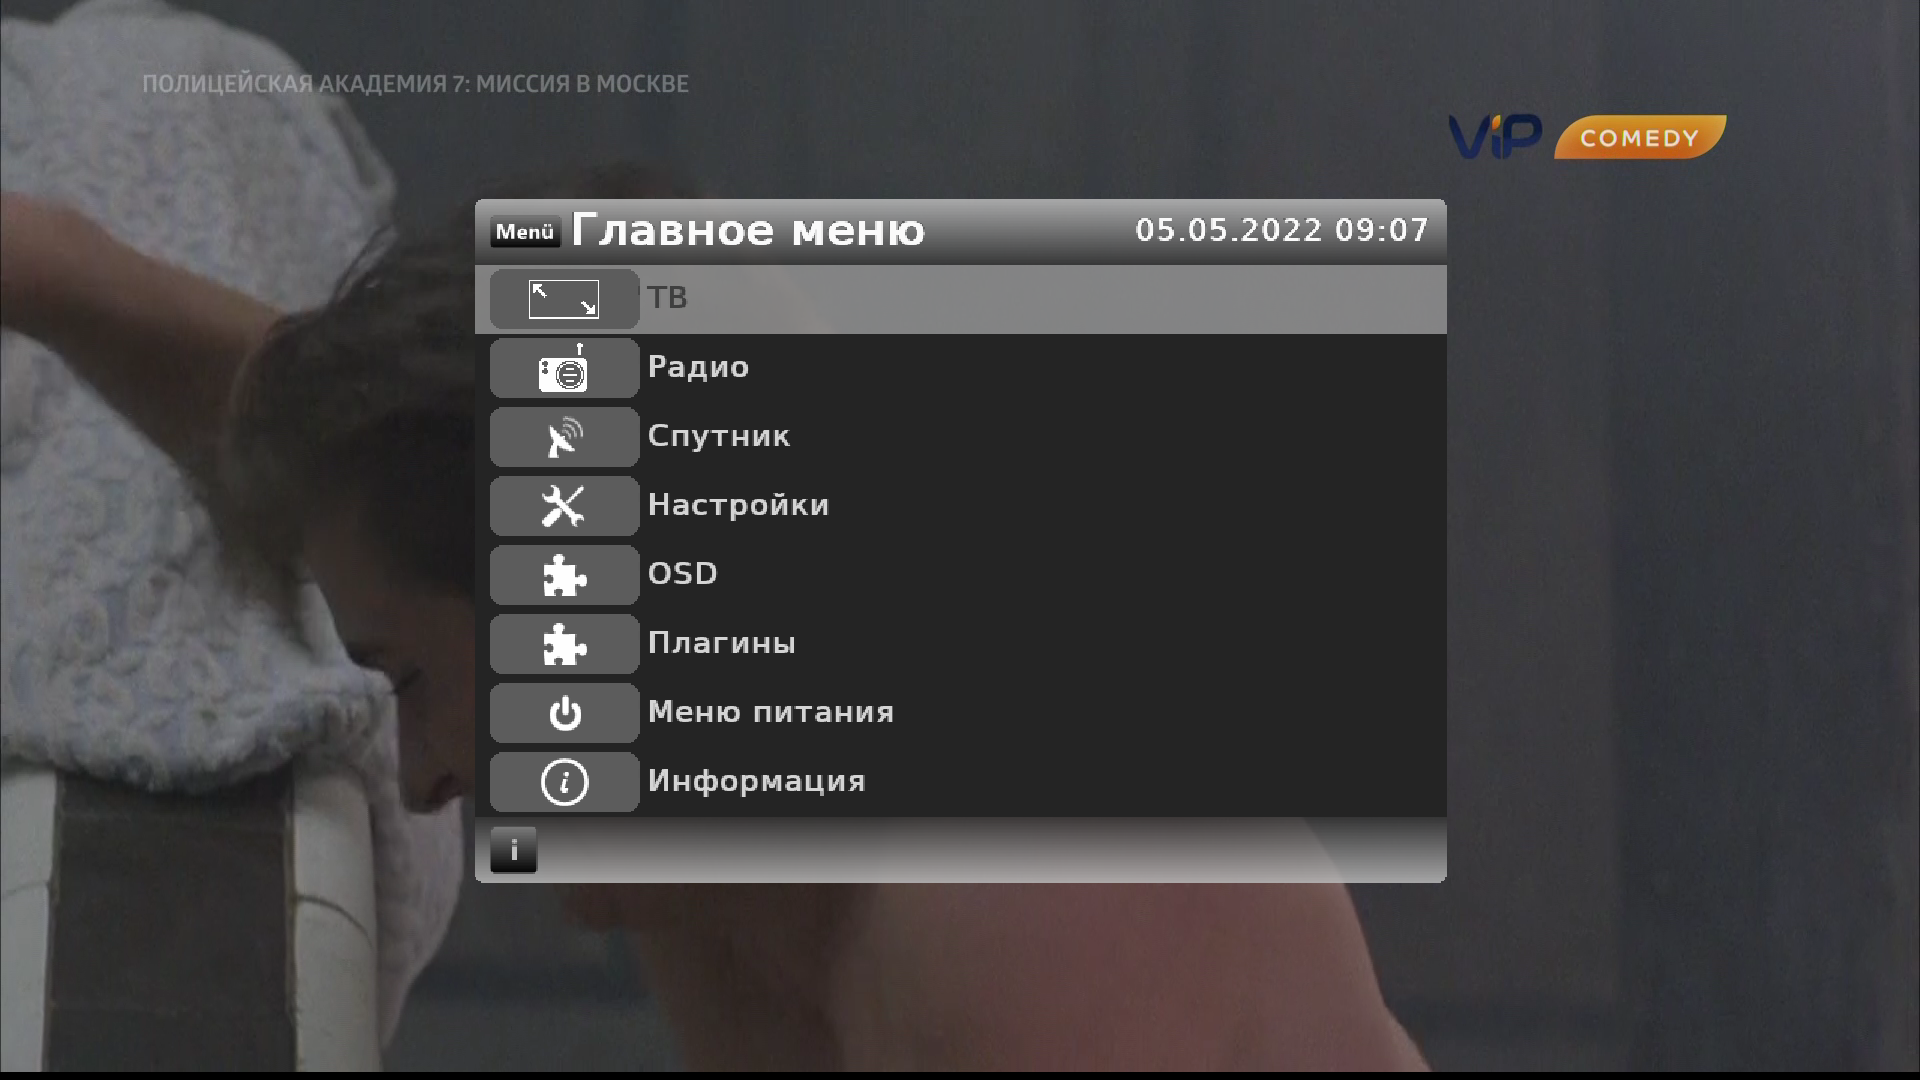 ПОЛИЦЕЙСКАЯ АКАДЕМИЯ 7: МИССИЯ В МОСКВЕ
ViP COMEDY
Menü Главное меню 05.05.2022 09:07
ТВ
Радио
Спутник
Настройки
OSD
Плагины
Меню питания
Информация
i